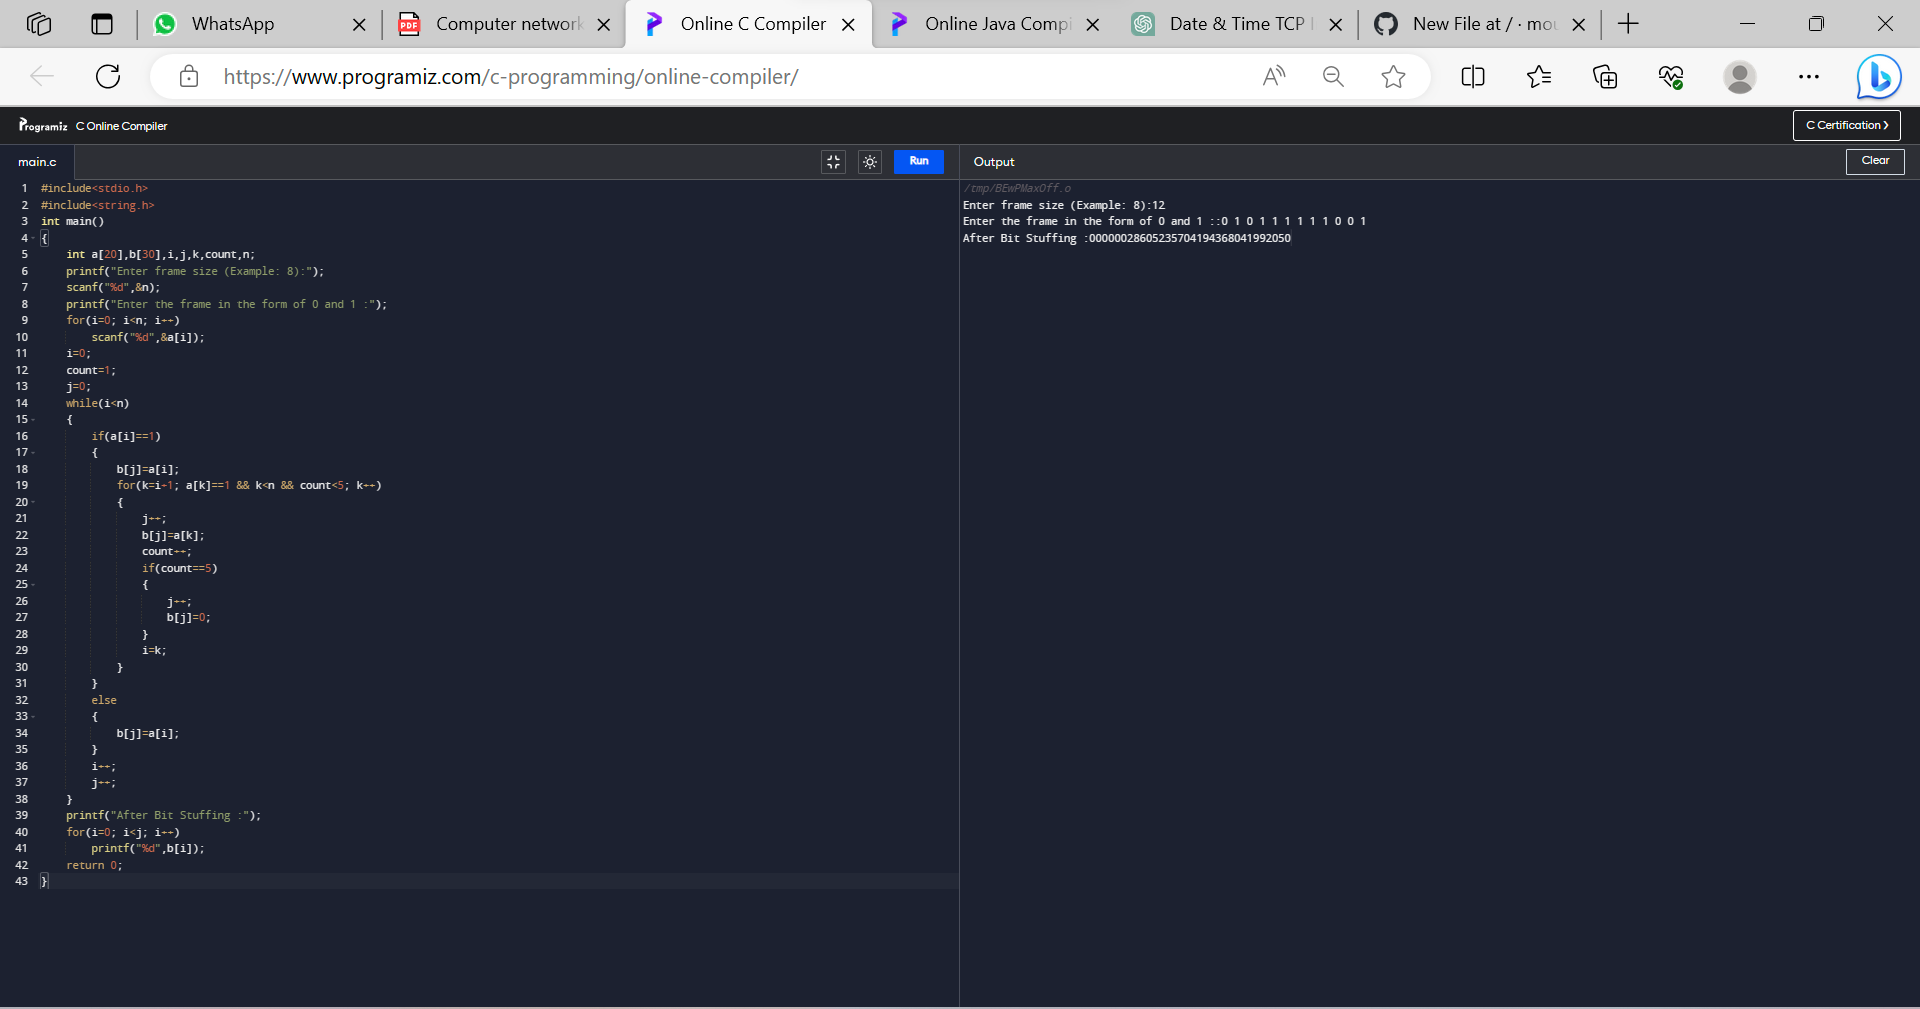 WhatsApp
Computer network
Online C Compiler
Online Java Compi
Date & Time TCP
New File at / · mou
https://www.programiz.com/c-programming/online-compiler/
Programiz C Online Compiler
C Certification >
main.c
Run
Output
Clear
1 #include<stdio.h>
2 #include<string.h>
3 int main()
4 {
5 int a[20],b[30],i,j,k,count,n;
6 printf("Enter frame size (Example: 8):");
7 scanf("%d",&n);
8 printf("Enter the frame in the form of 0 and 1 :");
9 for(i=0; i<n; i++)
10 scanf("%d",&a[i]);
11 i=0;
12 count=1;
13 j=0;
14 while(i<n)
15 {
16 if(a[i]==1)
17 {
18 b[j]=a[i];
19 for(k=i+1; a[k]==1 && k<n && count<5; k++)
20 {
21 j++;
22 b[j]=a[k];
23 count++;
24 if(count==5)
25 {
26 j++;
27 b[j]=0;
28 }
29 i=k;
30 }
31 }
32 else
33 {
34 b[j]=a[i];
35 }
36 i++;
37 j++;
38 }
39 printf("After Bit Stuffing :");
40 for(i=0; i<j; i++)
41 printf("%d",b[i]);
42 return 0;
43 }
/tmp/BEwPMaxOff.o
Enter frame size (Example: 8):12
Enter the frame in the form of 0 and 1 ::0 1 0 1 1 1 1 1 1 0 0 1
After Bit Stuffing :00000028605235704194368041992050